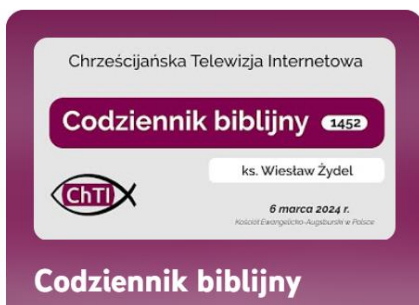 Chrześcijańska Telewizja Internetowa
Codziennik biblijny 1452
ks. Wiesław Żydel
ChTI
6 marca 2024 r.
Kościół Ewangelicko-Augsburski w Polsce
Codziennik biblijny